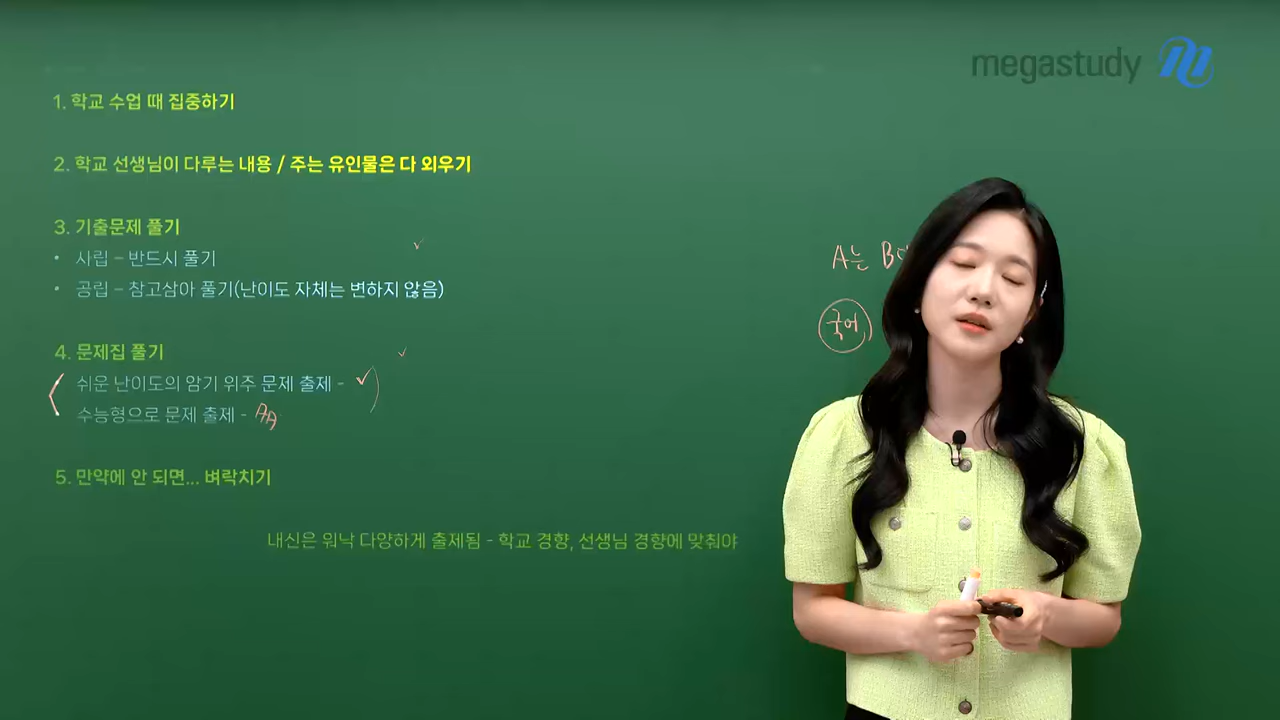 megastudy
1. 학교 수업 때 집중하기
2. 학교 선생님이 다루는 내용 / 주는 유인물은 다 외우기
3. 기출문제 풀기
• 사립 – 반드시 풀기
• 공립 – 참고삼아 풀기(난이도 자체는 변하지 않음)
A는 B
국어
4. 문제집 풀기
쉬운 난이도의 암기 위주 문제 출제 -
수능형으로 문제 출제 -
5. 만약에 안 되면... 벼락치기
내신은 워낙 다양하게 출제됨 - 학교 경향, 선생님 경향에 맞춰야